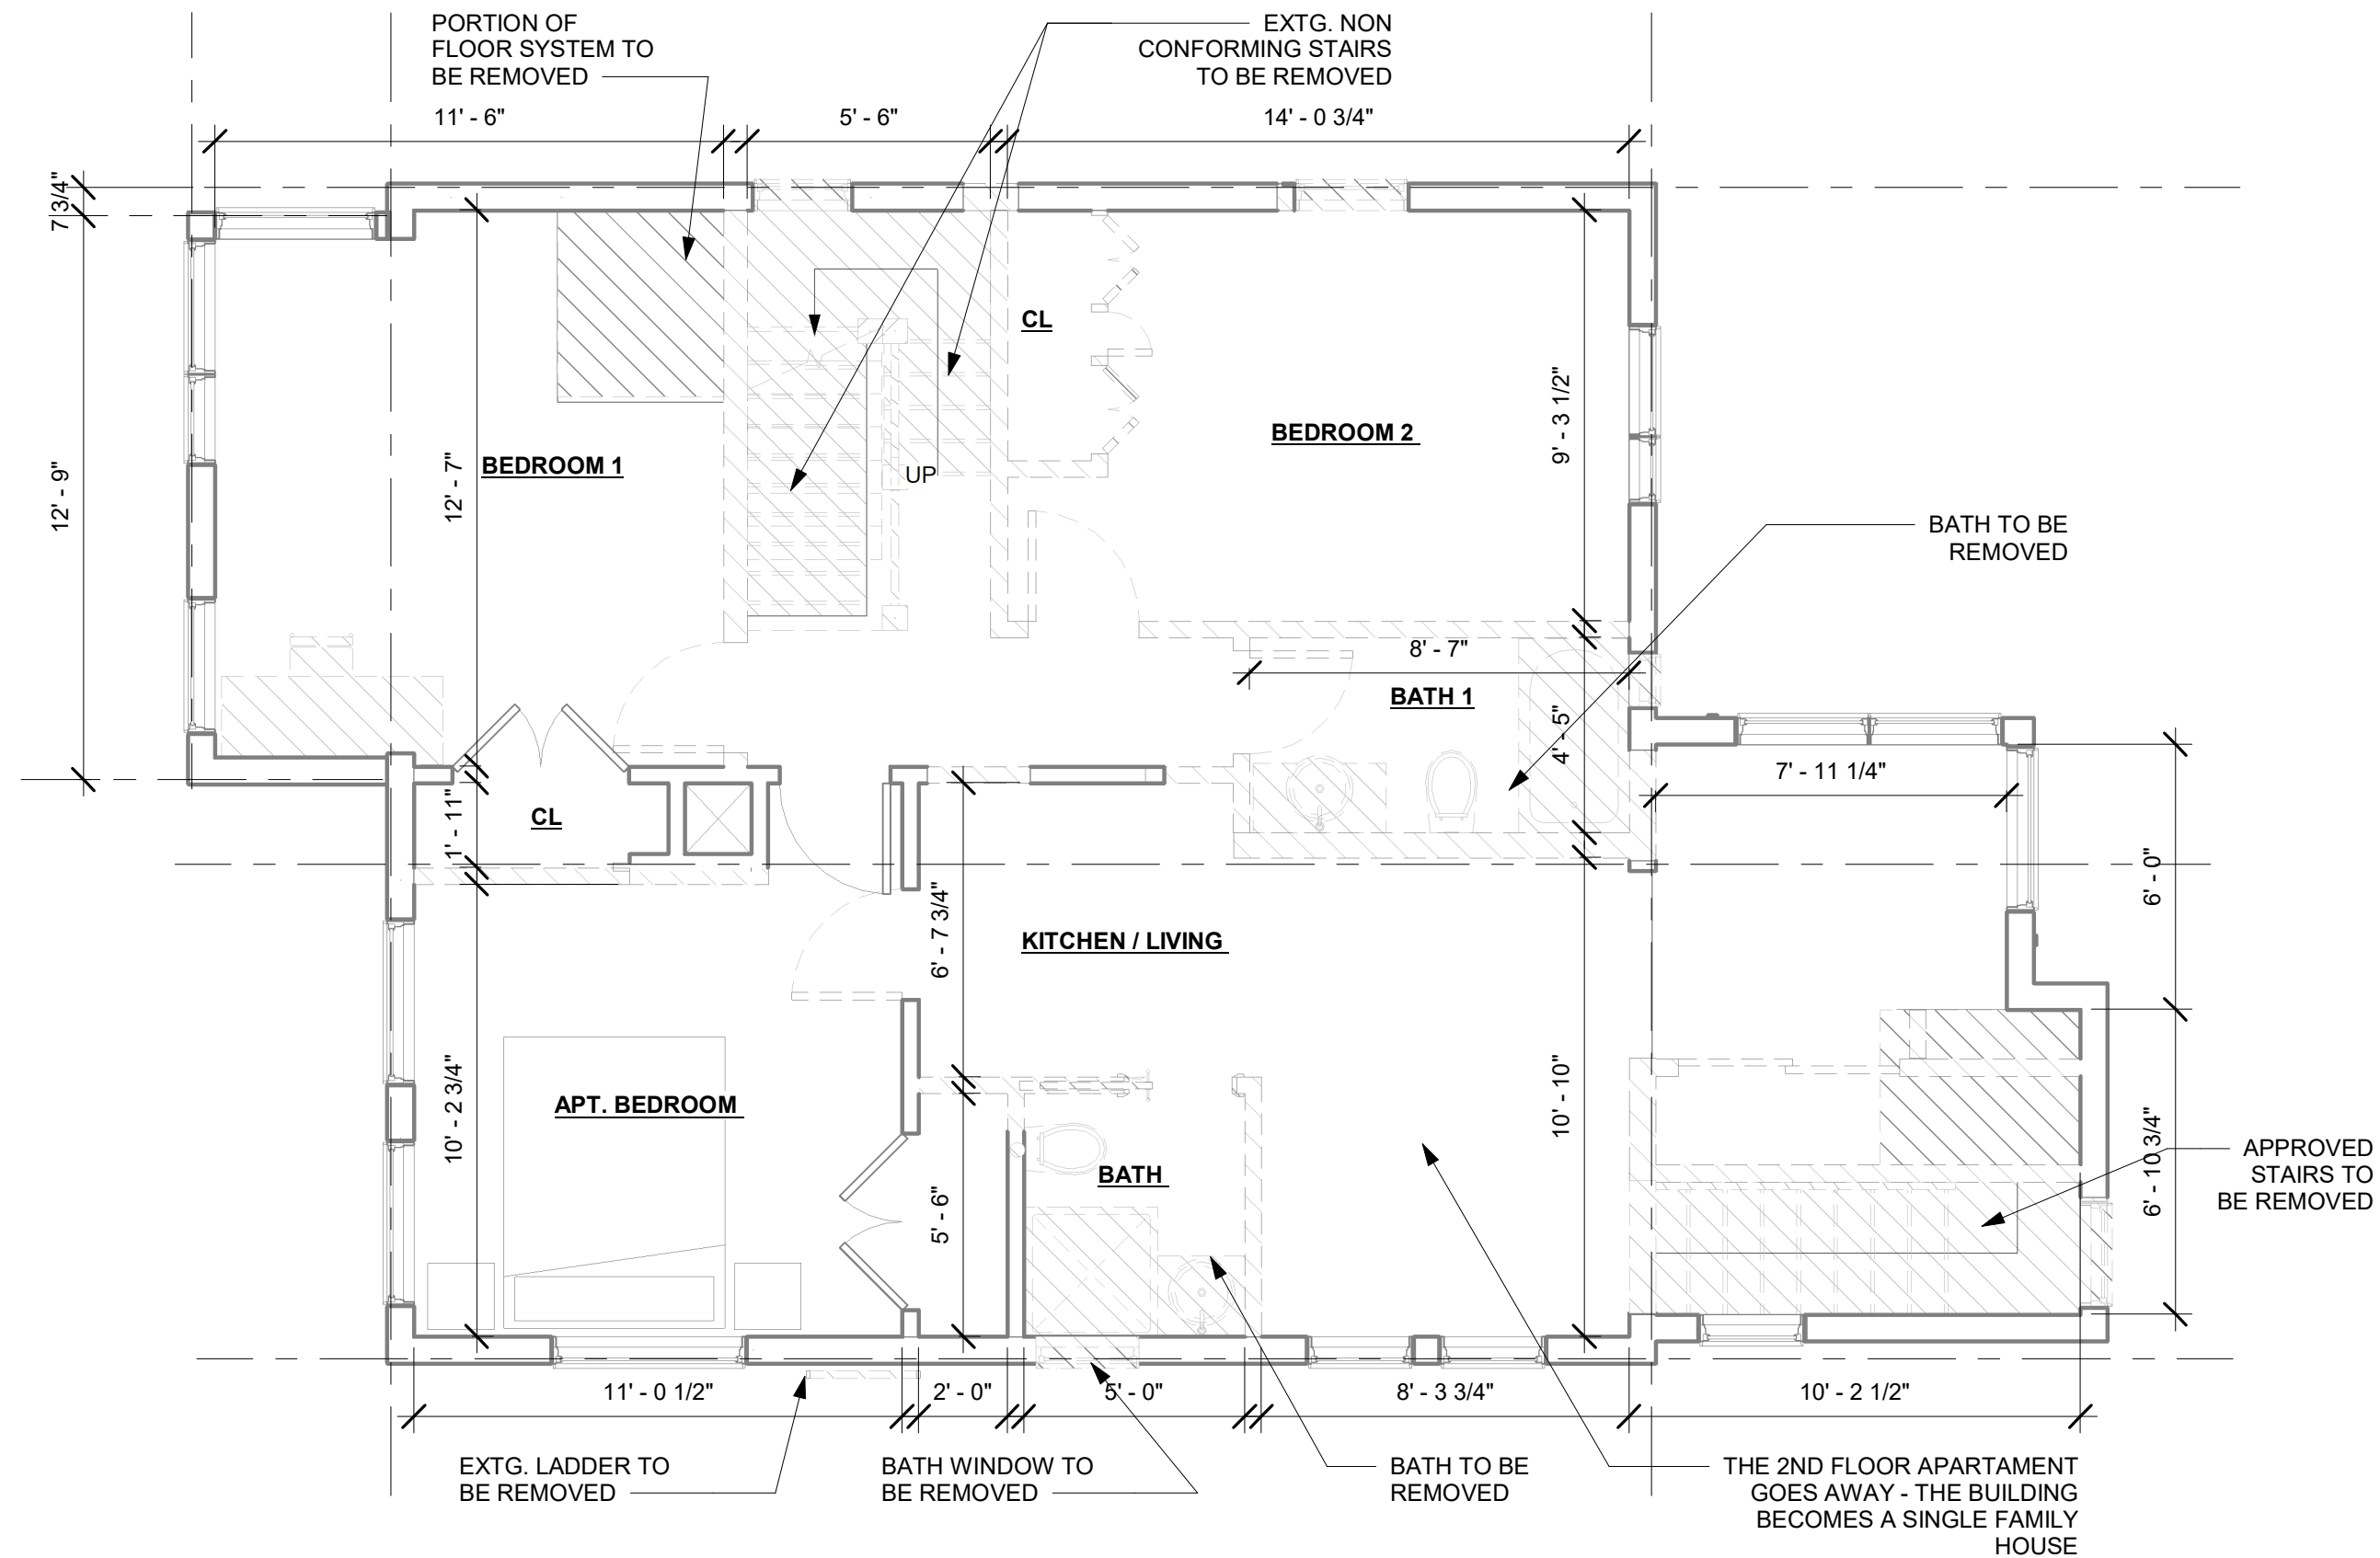 PORTION OF
FLOOR SYSTEM TO
BE REMOVED
EXTG. NON
CONFORMING STAIRS
TO BE REMOVED
11' - 6"
5' - 6"
14' - 0 3/4"
7 3/4"
12' - 9"
12' - 7"
BEDROOM 1
UP
CL
BEDROOM 2
9' - 3 1/2"
BATH TO BE
REMOVED
8' - 7"
BATH 1
4' - 5"
7' - 11 1/4"
1' - 11"
CL
6' - 7 3/4"
KITCHEN / LIVING
6' - 0"
10' - 2 3/4"
APT. BEDROOM
5' - 6"
BATH
10' - 10"
6' - 10 3/4"
APPROVED
STAIRS TO
BE REMOVED
11' - 0 1/2"
2' - 0"
5' - 0"
8' - 3 3/4"
10' - 2 1/2"
EXTG. LADDER TO
BE REMOVED
BATH WINDOW TO
BE REMOVED
BATH TO BE
REMOVED
THE 2ND FLOOR APARTAMENT
GOES AWAY - THE BUILDING
BECOMES A SINGLE FAMILY
HOUSE